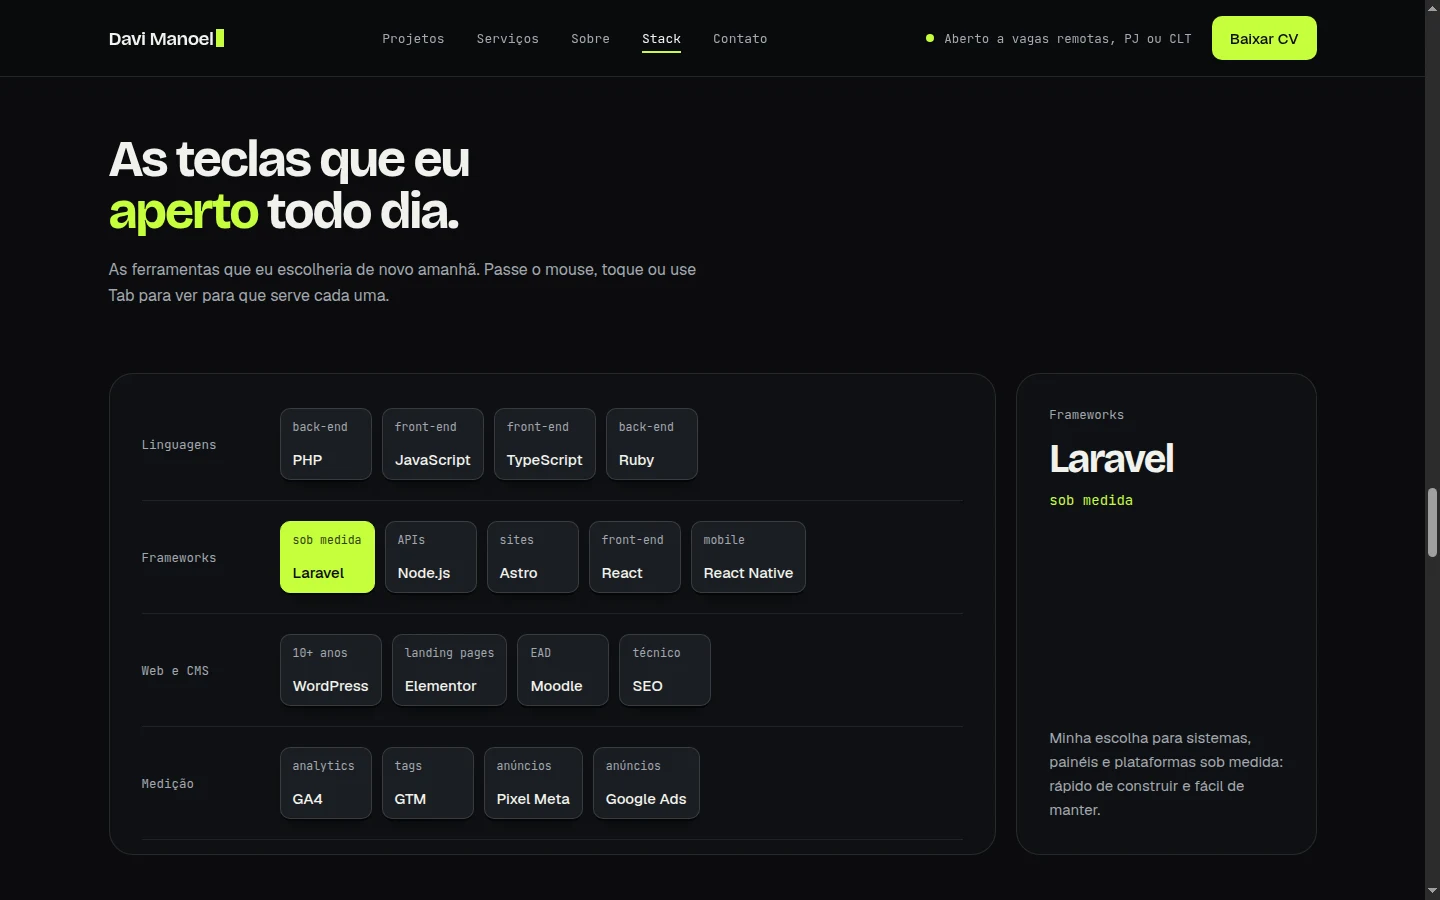 Davi Manoel
Projetos
Serviços
Sobre
Stack
Contato
Aberto a vagas remotas, PJ ou CLT
Baixar CV
As teclas que eu
aperto todo dia.
As ferramentas que eu escolheria de novo amanhã. Passe o mouse, toque ou use
Tab para ver para que serve cada uma.
Linguagens
back-end
PHP
front-end
JavaScript
front-end
TypeScript
back-end
Ruby
Frameworks
sob medida
Laravel
APIs
Node.js
sites
Astro
front-end
React
mobile
React Native
Web e CMS
10+ anos
WordPress
landing pages
Elementor
EAD
Moodle
técnico
SEO
Medição
analytics
GA4
tags
GTM
anúncios
Pixel Meta
anúncios
Google Ads
Frameworks
Laravel
sob medida
Minha escolha para sistemas,
painéis e plataformas sob medida:
rápido de construir e fácil de
manter.